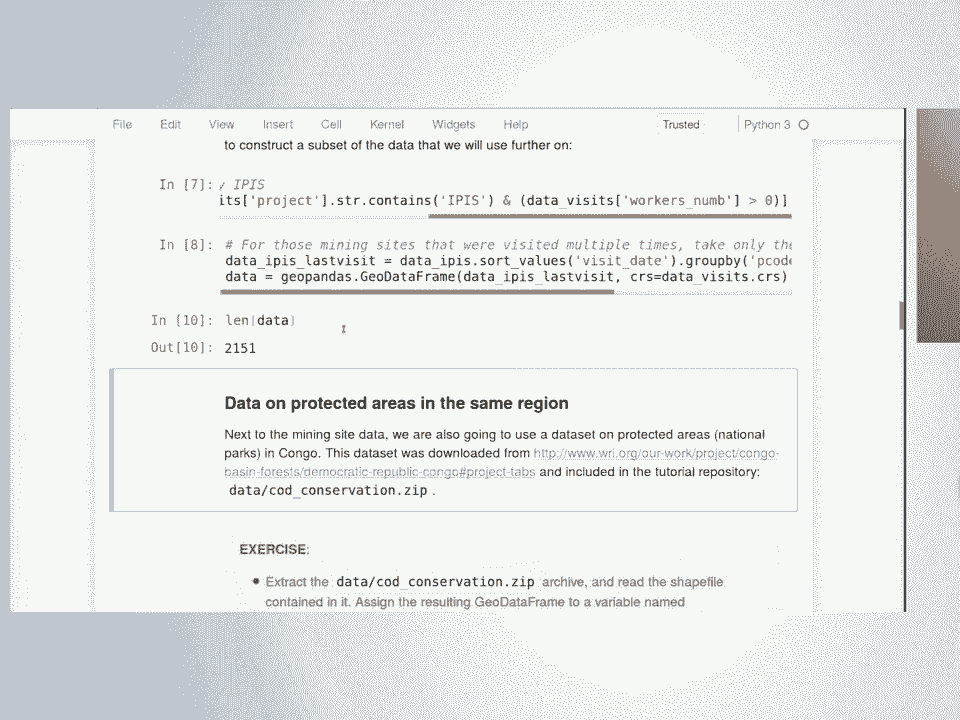 File Edit View Insert Cell Kernel Widgets Help Trusted Python 3
to construct a subset of the data that we will use further on:
In [7]: y IPIS
its['project'].str.contains('IPIS') & (data_visits['workers_numb'] > 0)]
In [8]: # For those mining sites that were visited multiple times, take only the
data_ipis_lastvisit = data_ipis.sort_values('visit_date').groupby('pcode
data = geopandas.GeoDataFrame(data_ipis_lastvisit, crs=data_visits.crs)
In [10]: len(data)
Out[10]: 2151
Data on protected areas in the same region
Next to the mining site data, we are also going to use a dataset on protected areas (national
parks) in Congo. This dataset was downloaded from http://www.wri.org/our-work/project/congo-
basin-forests/democratic-republic-congo#project-tabs and included in the tutorial repository:
data/cod_conservation.zip .
EXERCISE:
• Extract the data/cod_conservation.zip archive, and read the shapefile
contained in it. Assign the resulting GeoDataFrame to a variable named